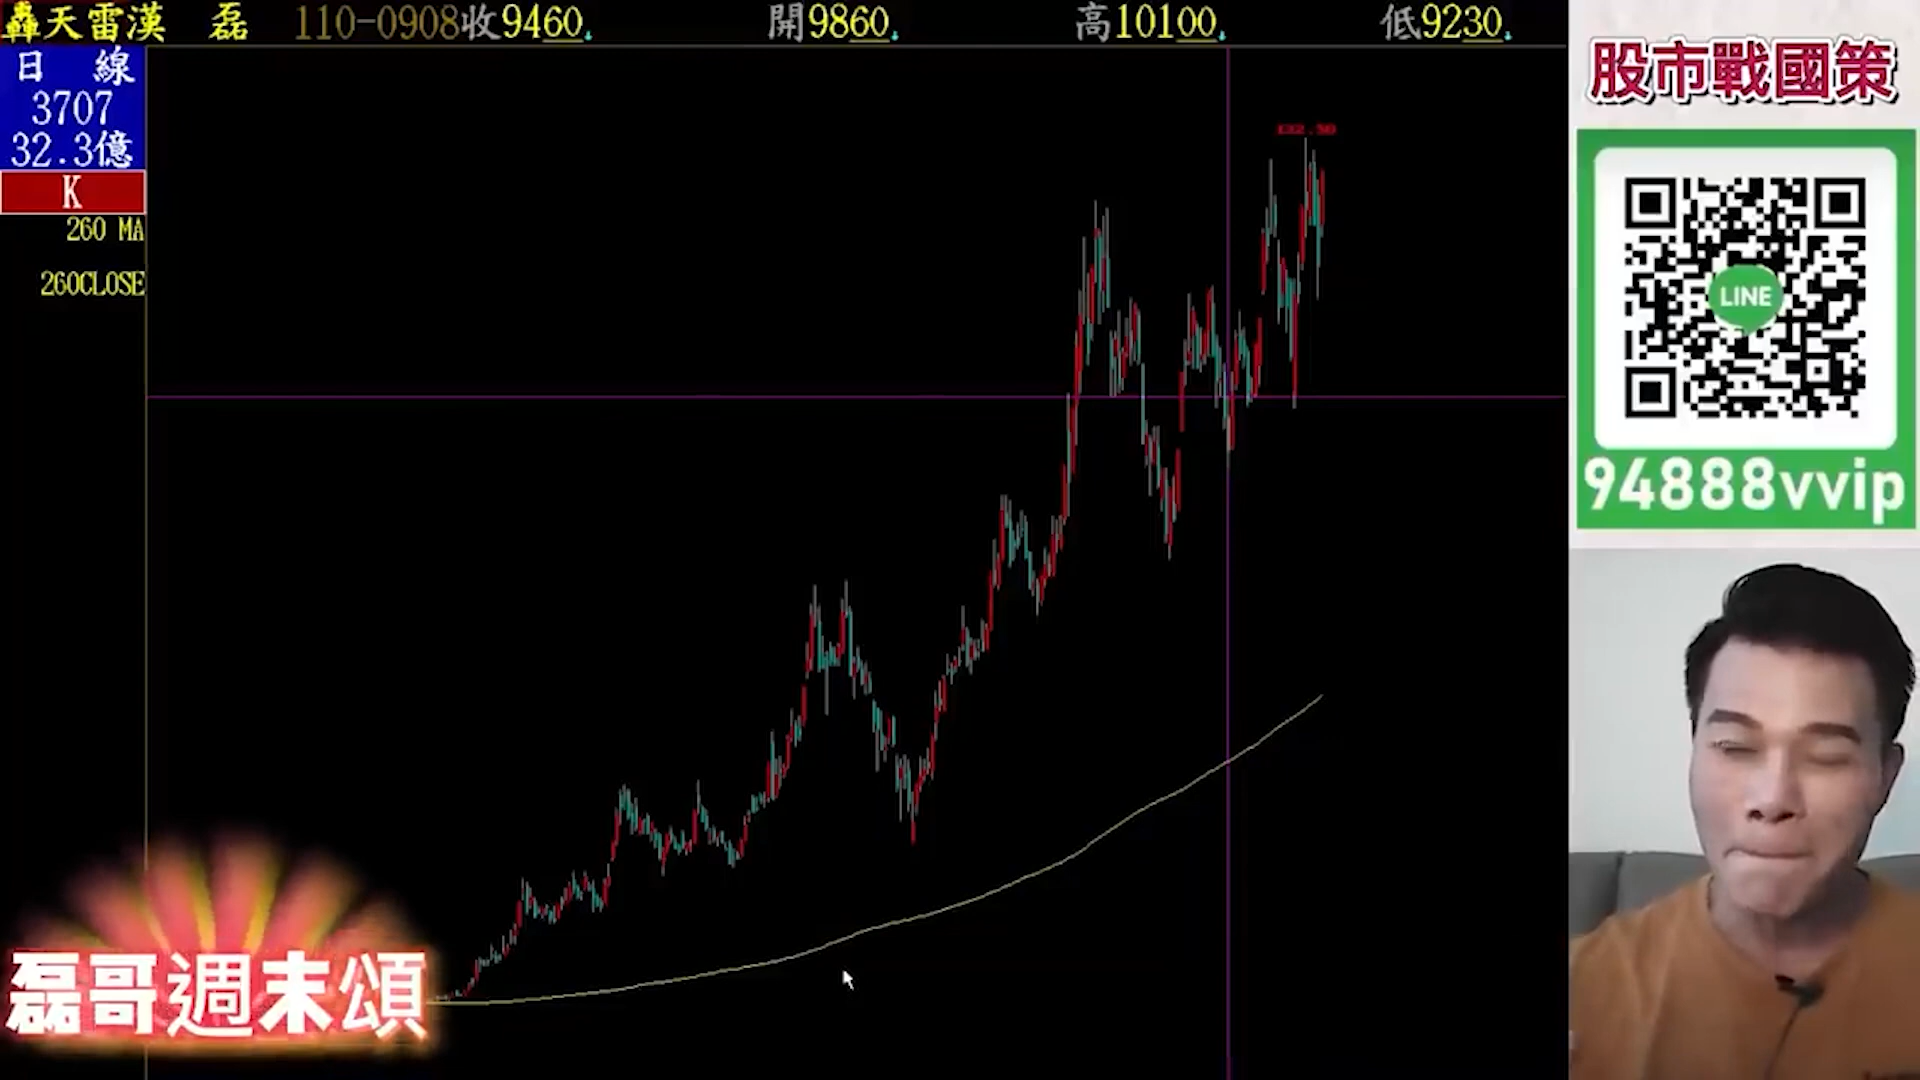 轟天雷漢 磊 110-0908收9460. 開9860. 高10100. 低9230.
日 線
3707
32.3億
K
260 MA
260CLOSE
132.50
股市戰國策
LINE
94888vvip
磊哥週末頌